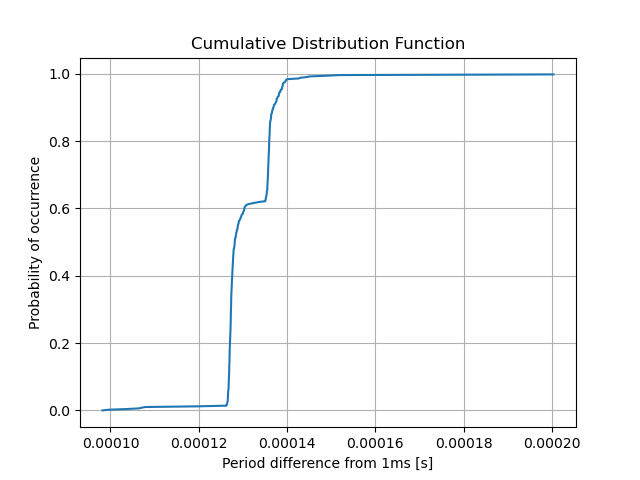 Cumulative Distribution Function
1.0
0.8
0.6
0.4
0.2
0.0
Probability of occurrence
0.00010 0.00012 0.00014 0.00016 0.00018 0.00020
Period difference from 1ms [s]